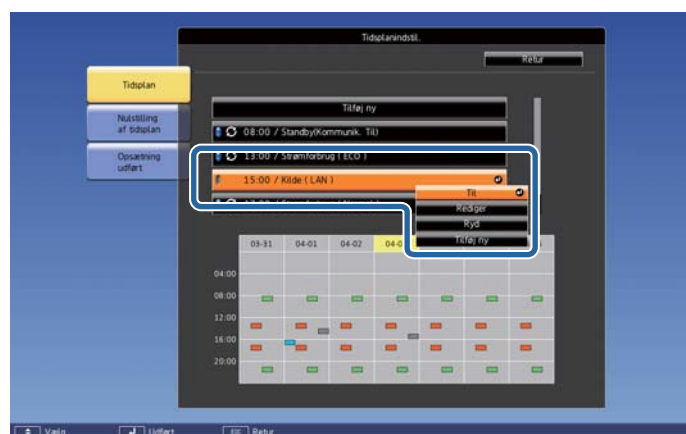 Tidsplanindstil.
Retur
Tidsplan
Nulstilling
af tidsplan
Opsætning
udført
Tilføj ny
08:00 / Standby(Kommunik. Til)
13:00 / Strømforbrug ( ECO )
15:00 / Kilde ( LAN )
Til
Rediger
Ryd
Tilføj ny
03-31 04-01 04-02
04:00
08:00
12:00
16:00
20:00
Vælg Udført Esc Retur